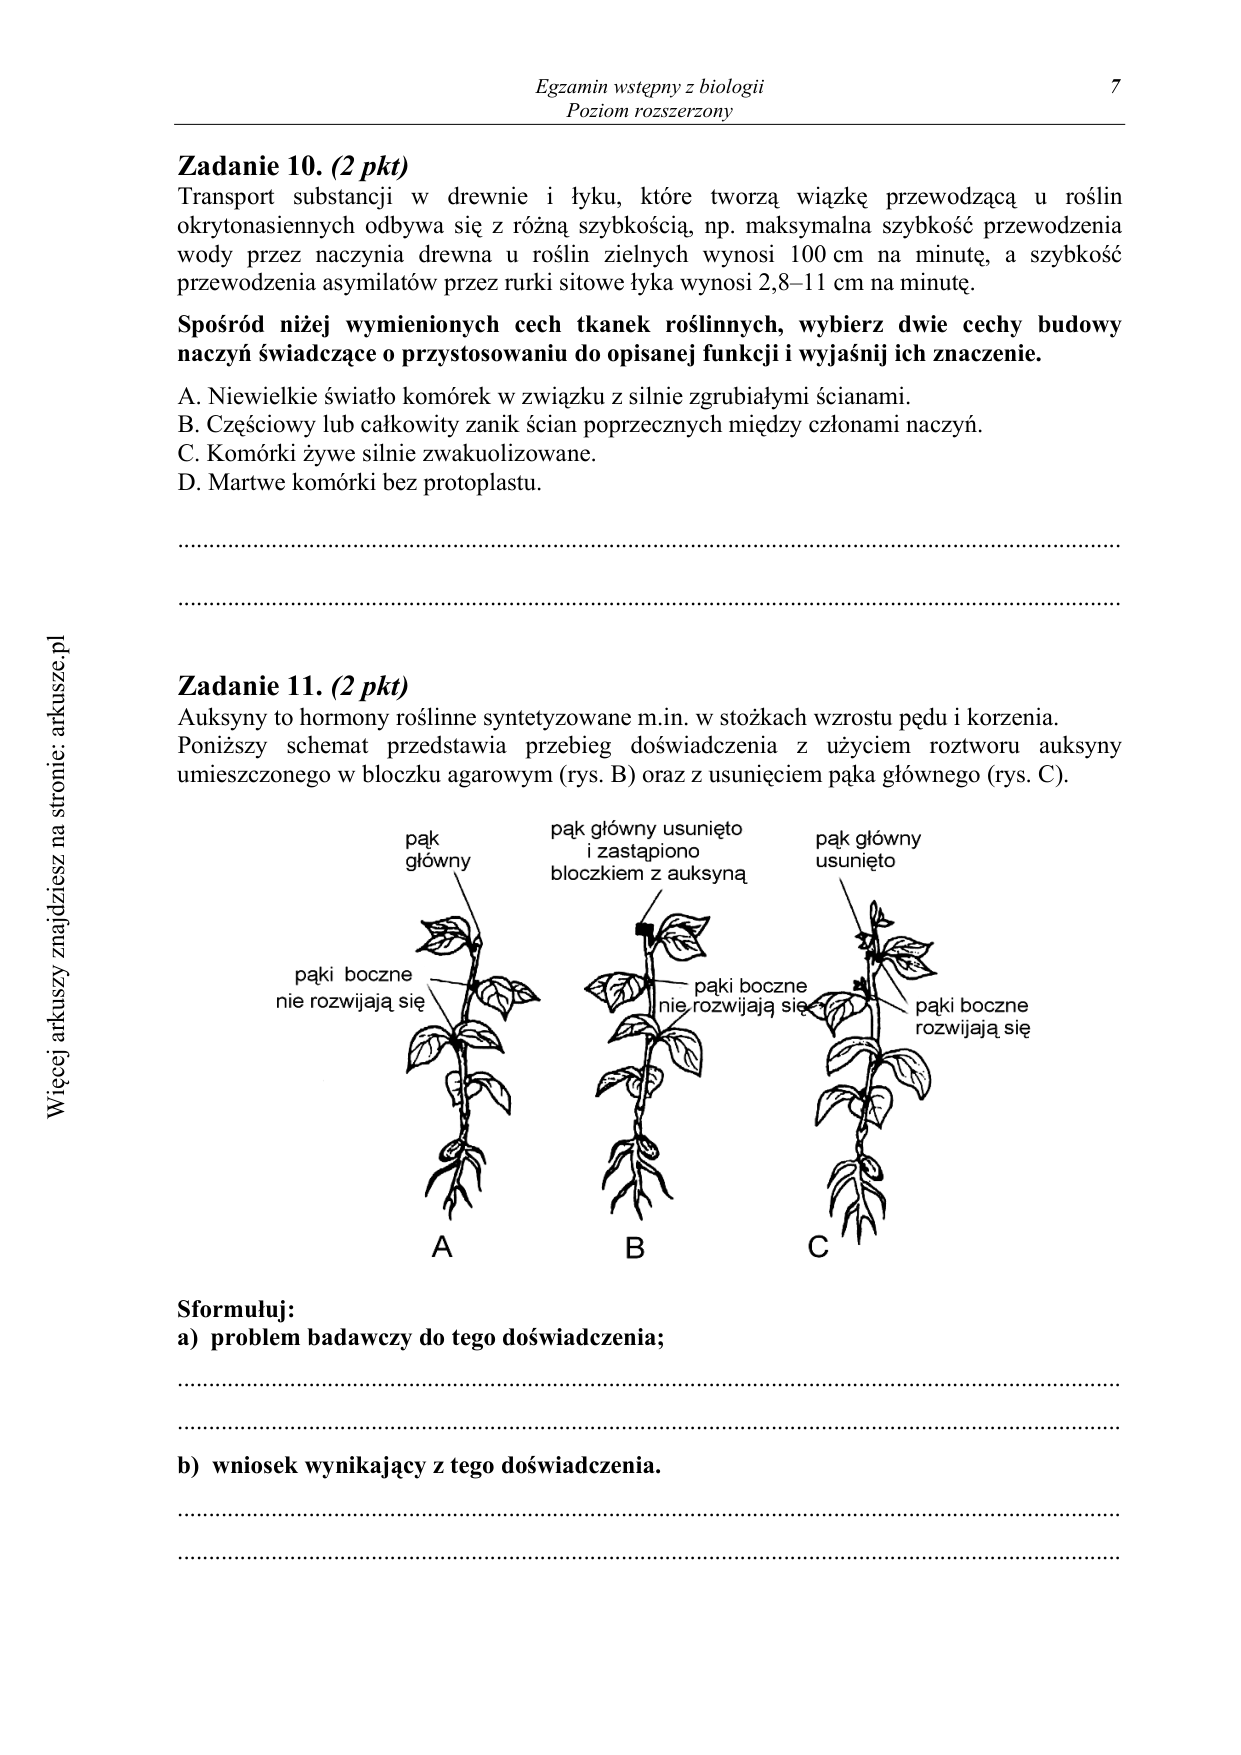 Egzamin wstępny z biologii
Poziom rozszerzony
7
Zadanie 10. (2 pkt)
Transport substancji w drewnie i łyku, które tworzą wiązkę przewodzącą u roślin
okrytonasiennych odbywa się z różną szybkością, np. maksymalna szybkość przewodzenia
wody przez naczynia drewna u roślin zielnych wynosi 100 cm na minutę, a szybkość
przewodzenia asymilatów przez rurki sitowe łyka wynosi 2,8–11 cm na minutę.
Spośród niżej wymienionych cech tkanek roślinnych, wybierz dwie cechy budowy
naczyń świadczące o przystosowaniu do opisanej funkcji i wyjaśnij ich znaczenie.
A. Niewielkie światło komórek w związku z silnie zgrubiałymi ścianami.
B. Częściowy lub całkowity zanik ścian poprzecznych między członami naczyń.
C. Komórki żywe silnie zwakuolizowane.
D. Martwe komórki bez protoplastu.
Zadanie 11. (2 pkt)
Auksyny to hormony roślinne syntetyzowane m.in. w stożkach wzrostu pędu i korzenia.
Poniższy schemat przedstawia przebieg doświadczenia z użyciem roztworu auksyny
umieszczonego w bloczku agarowym (rys. B) oraz z usunięciem pąka głównego (rys. C).
pąk
główny
pąk główny usunięto
i zastąpiono
bloczkiem z auksyną
pąk główny
usunięto
pąki boczne
nie rozwijają się
pąki boczne
nie rozwijają się
pąki boczne
rozwijają się
A
B
C
Sformułuj:
a) problem badawczy do tego doświadczenia;
b) wniosek wynikający z tego doświadczenia.
Więcej arkuszy znajdziesz na stronie: arkusze.pl